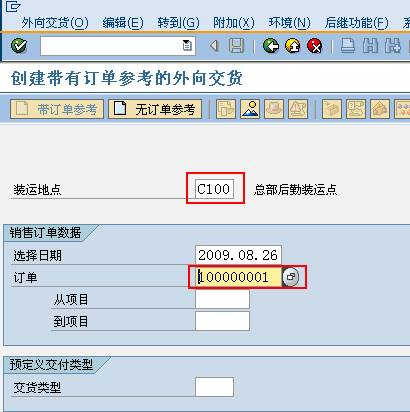 外向交货(O) 编辑(E) 转到(G) 附加(X) 环境(N) 后继功能(F)
创建带有订单参考的外向交货
带订单参考 无订单参考
装运地点 C100 总部后勤装运点
销售订单数据
选择日期 2009.08.26
订单 100000001
从项目
到项目
预定义交付类型
交货类型